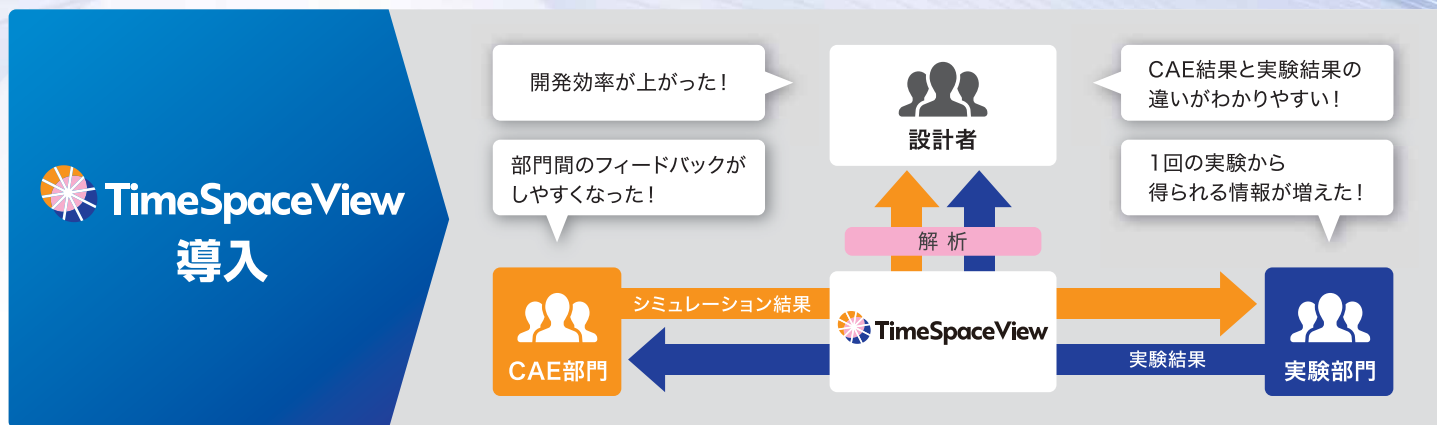 TimeSpaceView
導入
開発効率が上がった！
部門間のフィードバックが
しやすくなった！
設計者
CAE結果と実験結果の
違いがわかりやすい！
1回の実験から
得られる情報が増えた！
解析
CAE部門
シミュレーション結果
TimeSpaceView
実験結果
実験部門